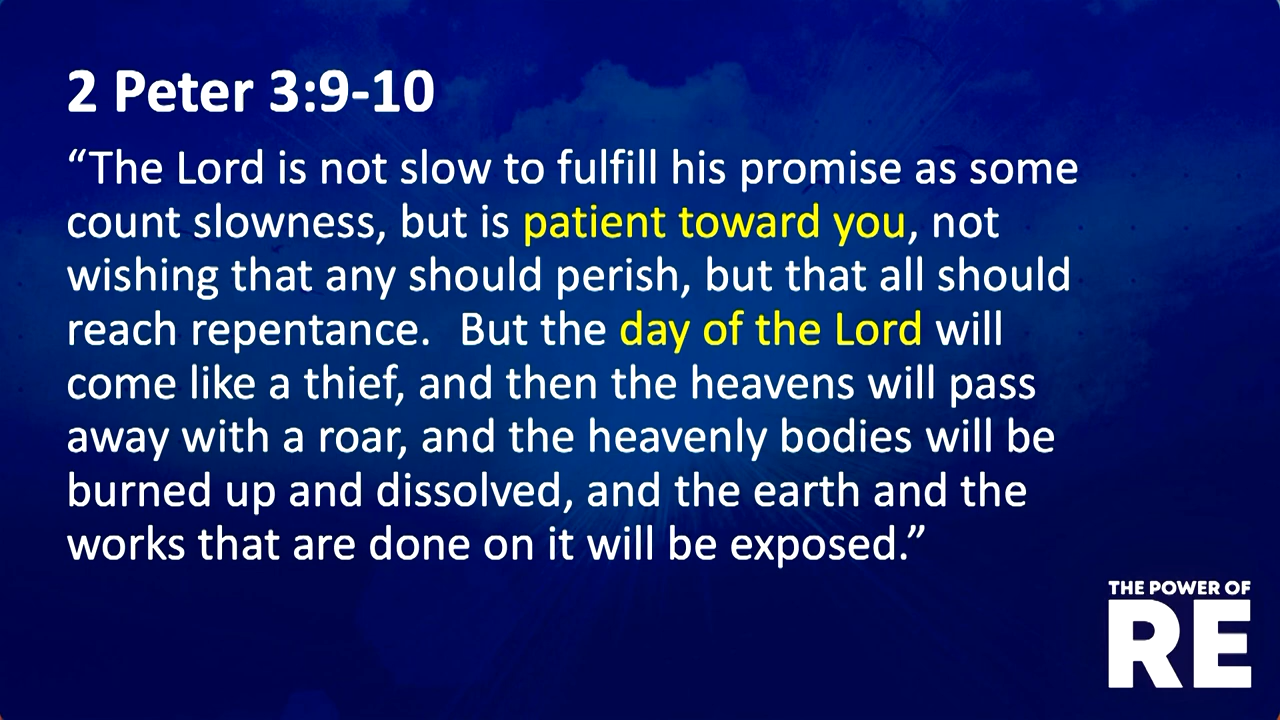 2 Peter 3:9-10
“The Lord is not slow to fulfill his promise as some
count slowness, but is patient toward you, not
wishing that any should perish, but that all should
reach repentance.  But the day of the Lord will
come like a thief, and then the heavens will pass
away with a roar, and the heavenly bodies will be
burned up and dissolved, and the earth and the
works that are done on it will be exposed.”
THE POWER OF
RE